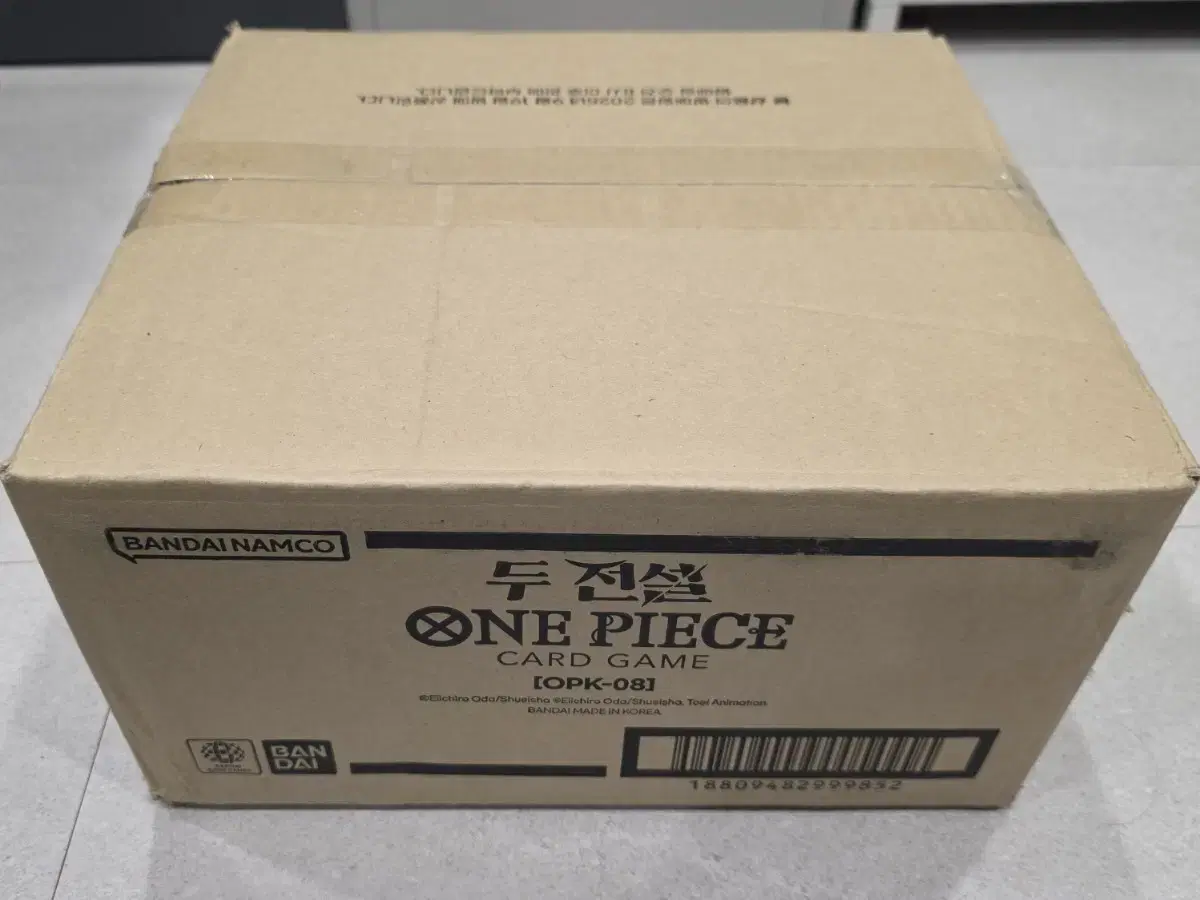 BANDAI NAMCO
두 전설
ONE PIECE
CARD GAME
[OPK-08]
©Eiichiro Oda/Shueisha ©Eiichiro Oda/Shueisha, Toei Animation
BANDAI MADE IN KOREA
BAN
DAI
18809482999852